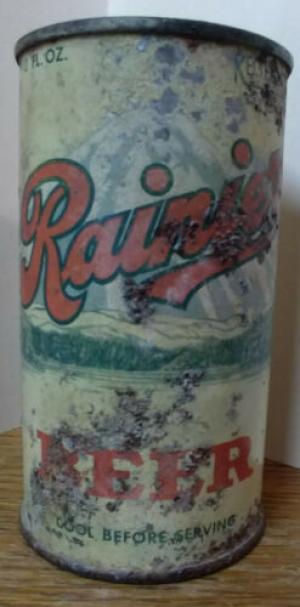 FL. OZ.
Rainier
BEER
COOL BEFORE SERVING